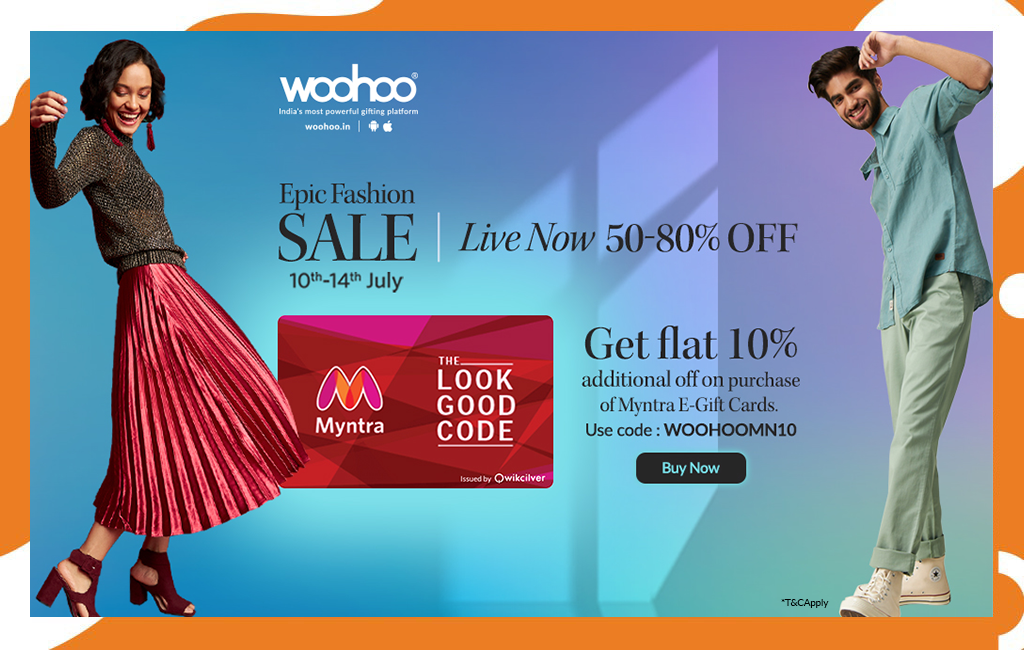 woohoo®
India's most powerful gifting platform
woohoo.in
Epic Fashion
SALE
10th-14th July
Live Now 50-80% OFF
Myntra
THE
LOOK
GOOD
CODE
Issued by Qwikcilver
Get flat 10%
additional off on purchase
of Myntra E-Gift Cards.
Use code : WOOHOOMN10
Buy Now
*T&CApply